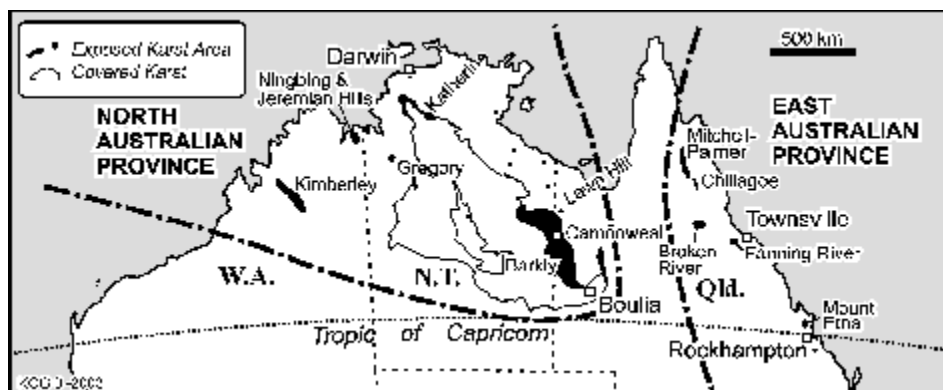 Exposed Karst Area
Covered Karst
Darwin
500 km
Ningbing &
Jeremiah Hills
Katherine
NORTH
AUSTRALIAN
PROVINCE
EAST
AUSTRALIAN
PROVINCE
Mitchell-
Palmer
Gregory
Kimberley
Lawn Hill
Chillagoe
Townsville
Camooweal
Broken
River
Fanning River
W.A.
N.T.
Barkly
Qld.
Boulia
Mount
Etna
Tropic of Capricorn
Rockhampton